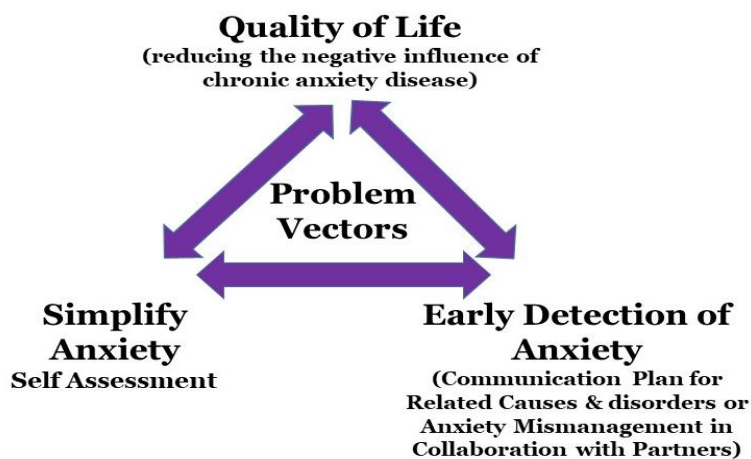 Quality of Life
(reducing the negative influence of
chronic anxiety disease)
Problem
Vectors
Simplify
Anxiety
Self Assessment
Early Detection of
Anxiety
(Communication Plan for
Related Causes & disorders or
Anxiety Mismanagement in
Collaboration with Partners)